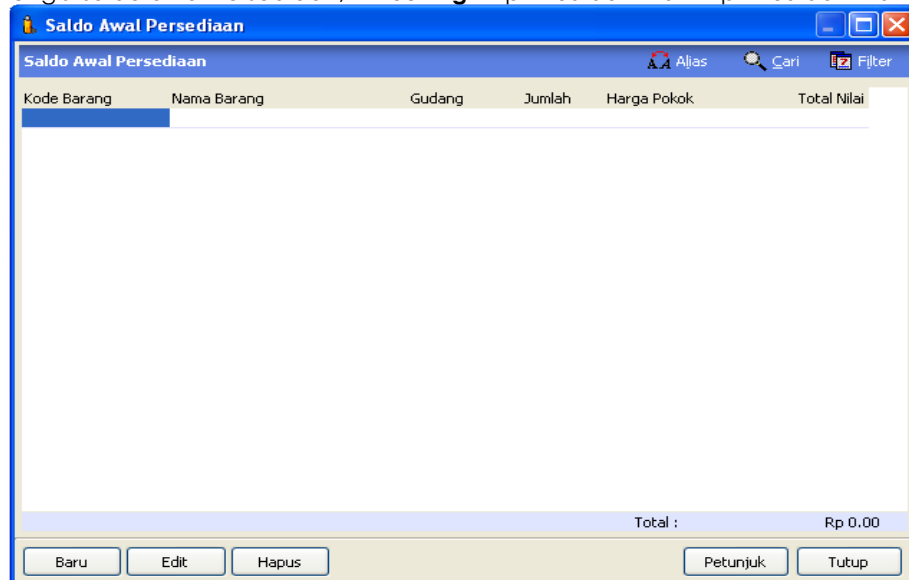 Saldo Awal Persediaan
Saldo Awal Persediaan Alias Cari Filter
Kode Barang Nama Barang Gudang Jumlah Harga Pokok Total Nilai
Total : Rp 0.00
Baru Edit Hapus Petunjuk Tutup